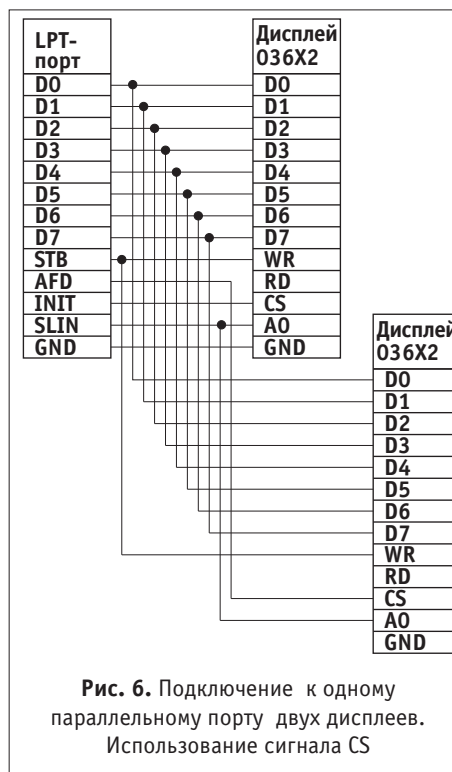 LPT-
порт
D0
D1
D2
D3
D4
D5
D6
D7
STB
AFD
INIT
SLIN
GND
Дисплей
036X2
D0
D1
D2
D3
D4
D5
D6
D7
WR
RD
CS
A0
GND
Дисплей
036X2
D0
D1
D2
D3
D4
D5
D6
D7
WR
RD
CS
A0
GND
Рис. 6. Подключение к одному
параллельному порту двух дисплеев.
Использование сигнала CS